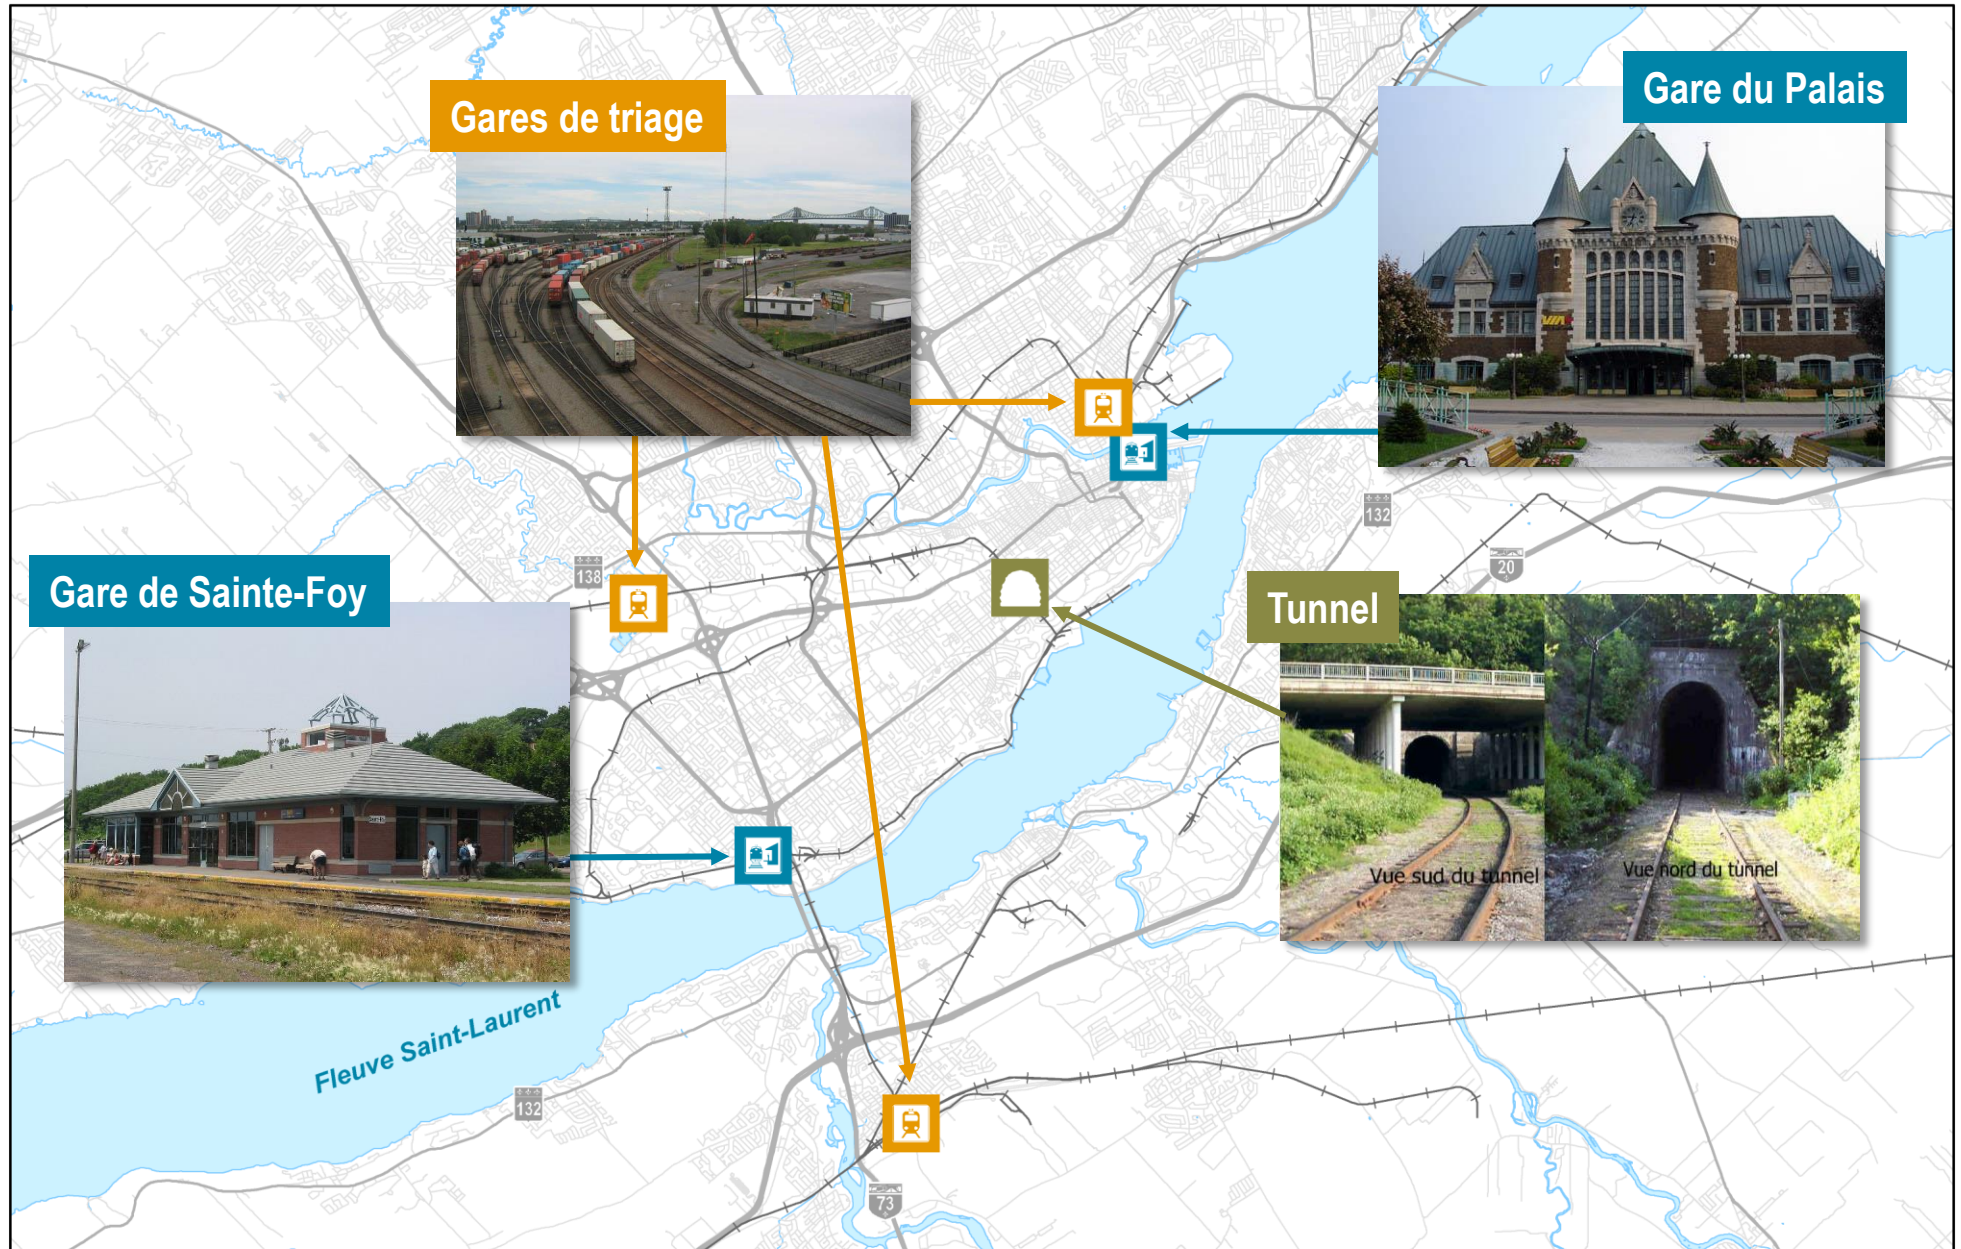 Gares de triage
Gare du Palais
VIA
132
20
138
Gare de Sainte-Foy
Tunnel
Vue sud du tunnel
Vue nord du tunnel
Fleuve Saint-Laurent
132
73